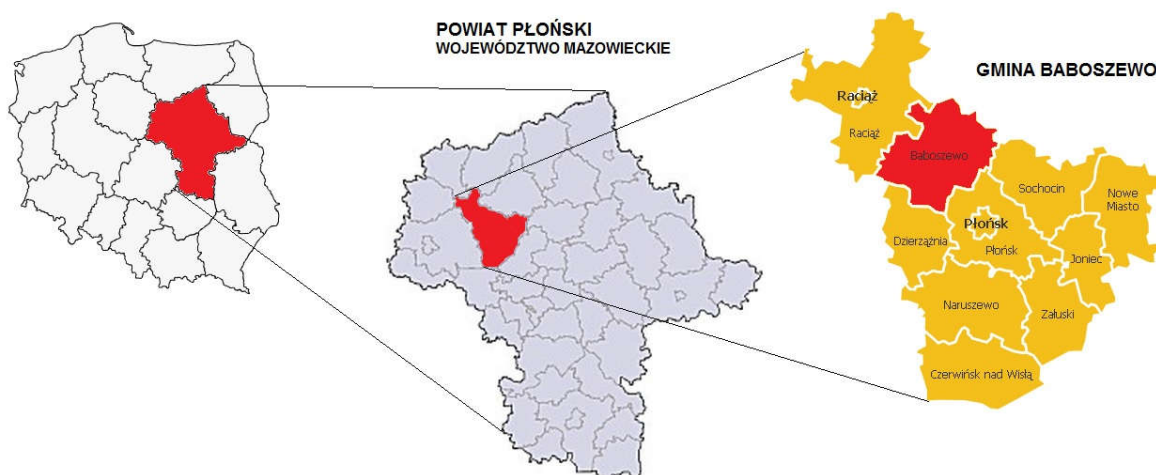 POWIAT PŁOŃSKI
WOJEWÓDZTWO MAZOWIECKIE
GMINA BABOSZEWO
Raciąż
Raciąż
Baboszewo
Sochocin
Nowe
Miasto
Płońsk
Dzierzążnia
Płońsk
Joniec
Naruszewo
Załuski
Czerwińsk nad Wisłą